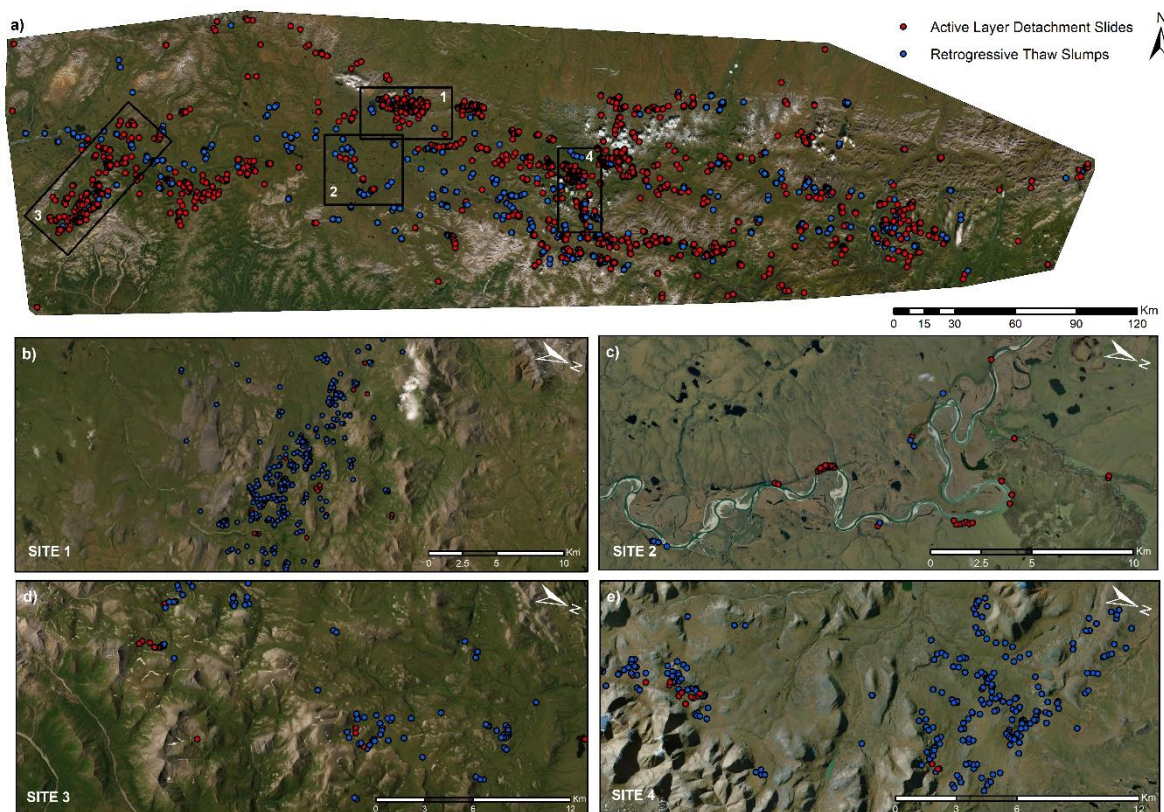 a)
Active Layer Detachment Slides
Retrogressive Thaw Slumps
N
1
2
3
4
Km
0 15 30 60 90 120
b)
N
SITE 1
Km
0 2.5 5 10
c)
N
SITE 2
Km
0 2.5 5 10
d)
N
SITE 3
Km
0 3 6 12
e)
N
SITE 4
Km
0 3 6 12